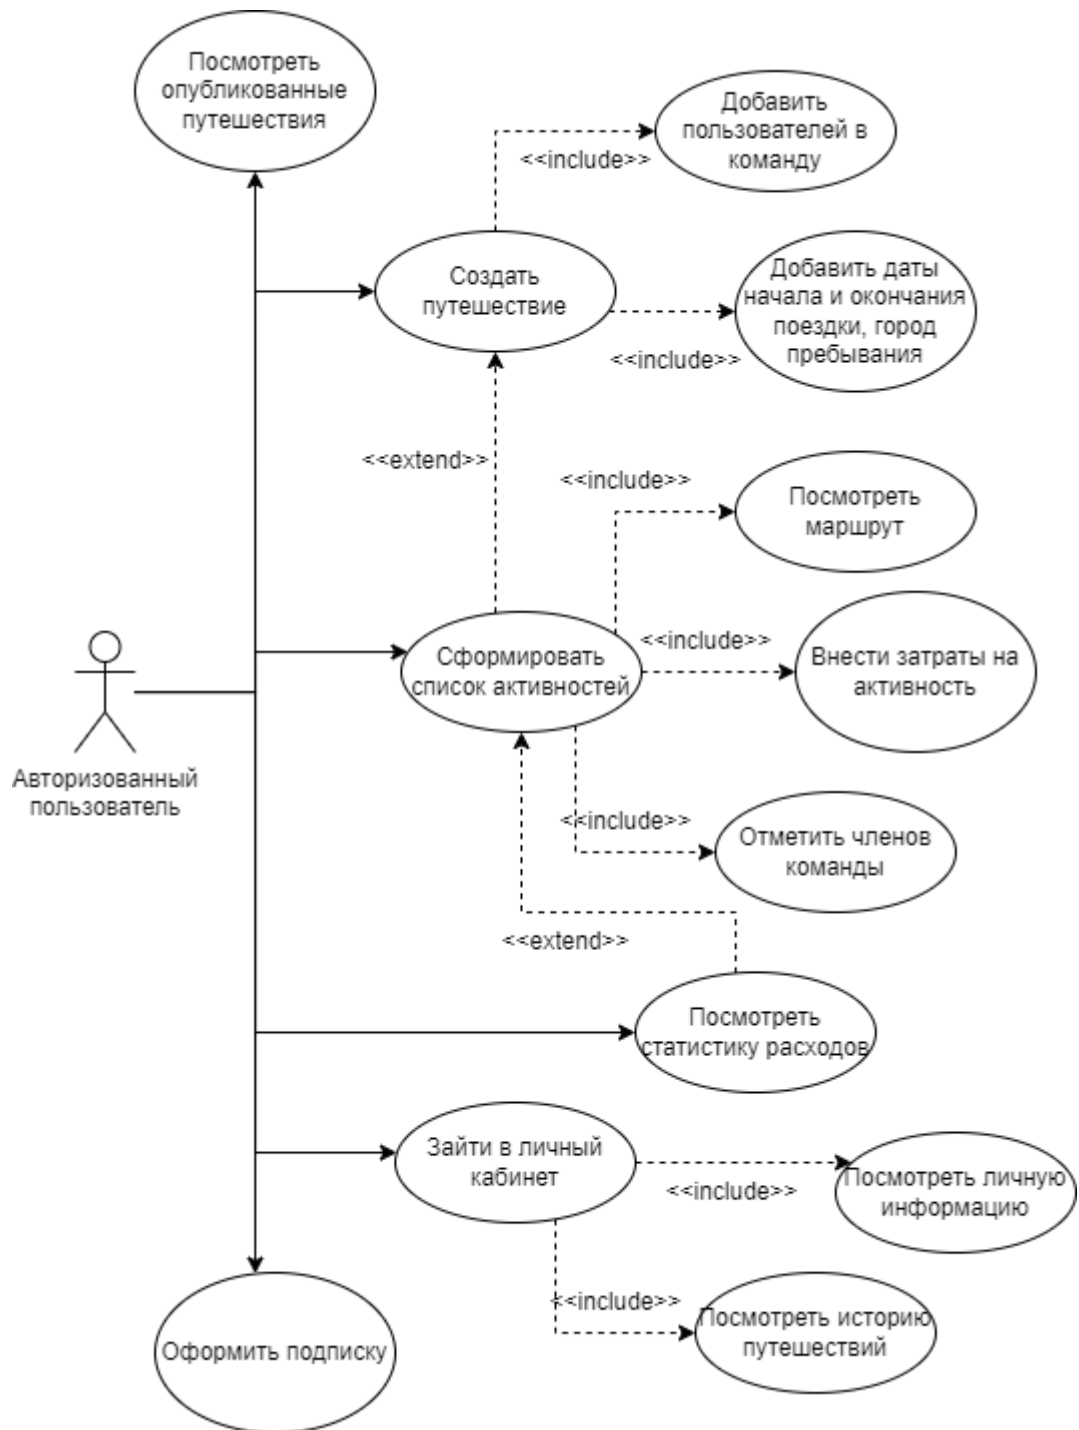 Посмотреть
опубликованные
путешествия
Добавить
пользователей в
команду
<<include>>
Создать
путешествие
Добавить даты
начала и окончания
поездки, город
пребывания
<<include>>
<<extend>>
<<include>>
Посмотреть
маршрут
Сформировать
список активностей
<<include>>
Внести затраты на
активность
Авторизованный
пользователь
<<include>>
Отметить членов
команды
<<extend>>
Посмотреть
статистику расходов
Зайти в личный
кабинет
<<include>>
Посмотреть личную
информацию
<<include>>
Посмотреть историю
путешествий
Оформить подписку